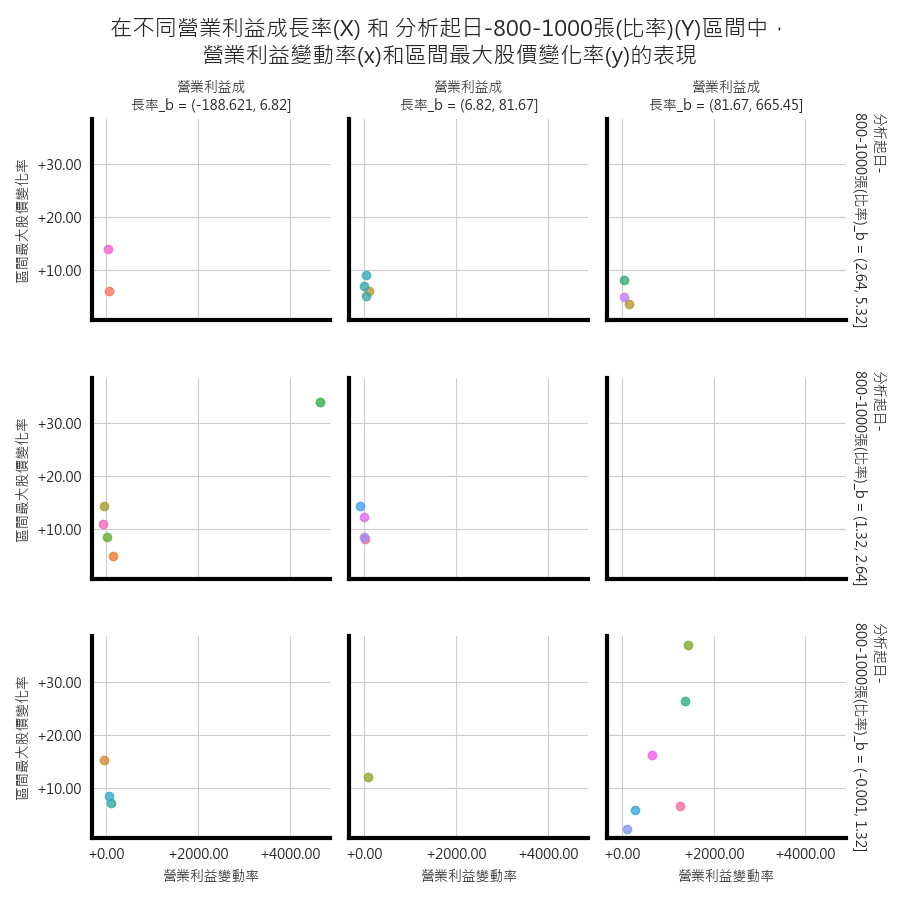 在不同營業利益成長率(X) 和 分析起日-800-1000張(比率)(Y)區間中，
營業利益變動率(x)和區間最大股價變化率(y)的表現
營業利益成
長率_b = (-188.621, 6.82]
營業利益成
長率_b = (6.82, 81.67]
營業利益成
長率_b = (81.67, 665.45]
區間最大股價變化率
+30.00
+20.00
+10.00
分析起日-
800-1000張(比率)_b = (2.64, 5.32]
區間最大股價變化率
+30.00
+20.00
+10.00
分析起日-
800-1000張(比率)_b = (1.32, 2.64]
區間最大股價變化率
+30.00
+20.00
+10.00
分析起日-
800-1000張(比率)_b = (-0.001, 1.32]
+0.00 +2000.00 +4000.00
+0.00 +2000.00 +4000.00
+0.00 +2000.00 +4000.00
營業利益變動率
營業利益變動率
營業利益變動率